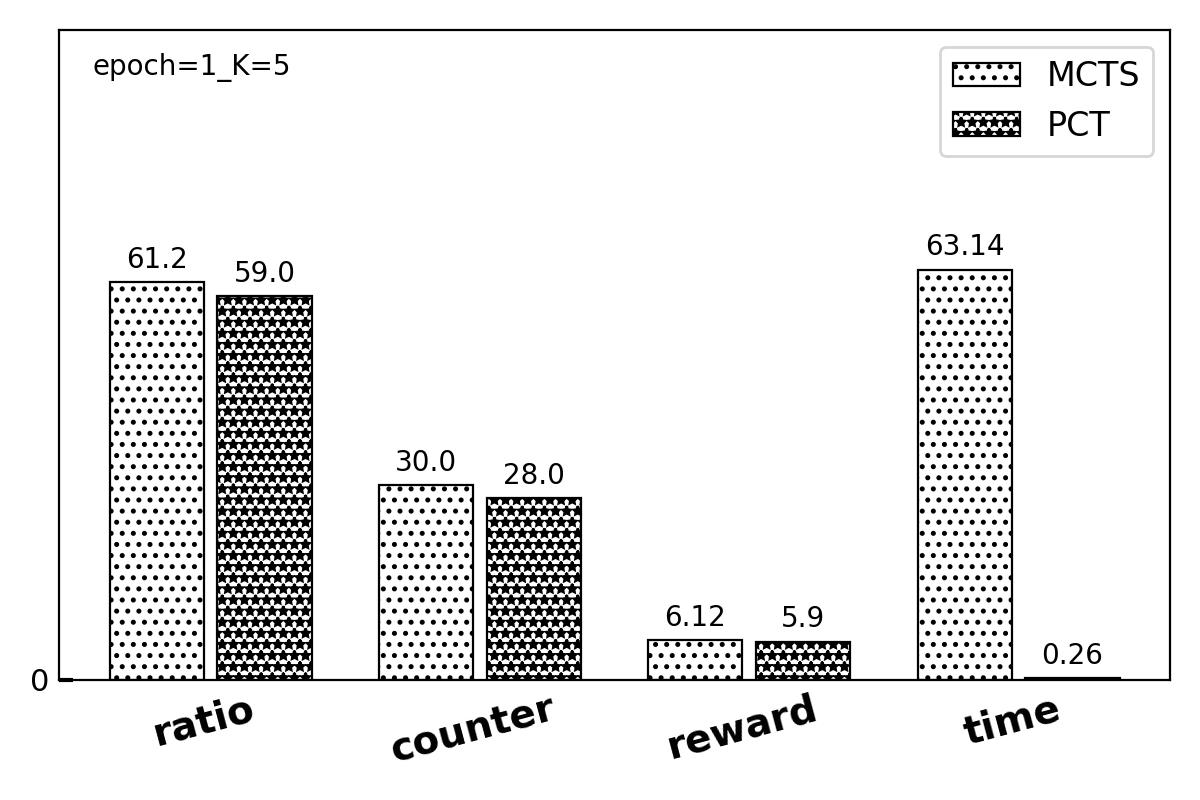 epoch=1_K=5
MCTS
PCT
61.2
59.0
30.0
28.0
6.12
5.9
63.14
0.26
0
ratio
counter
reward
time